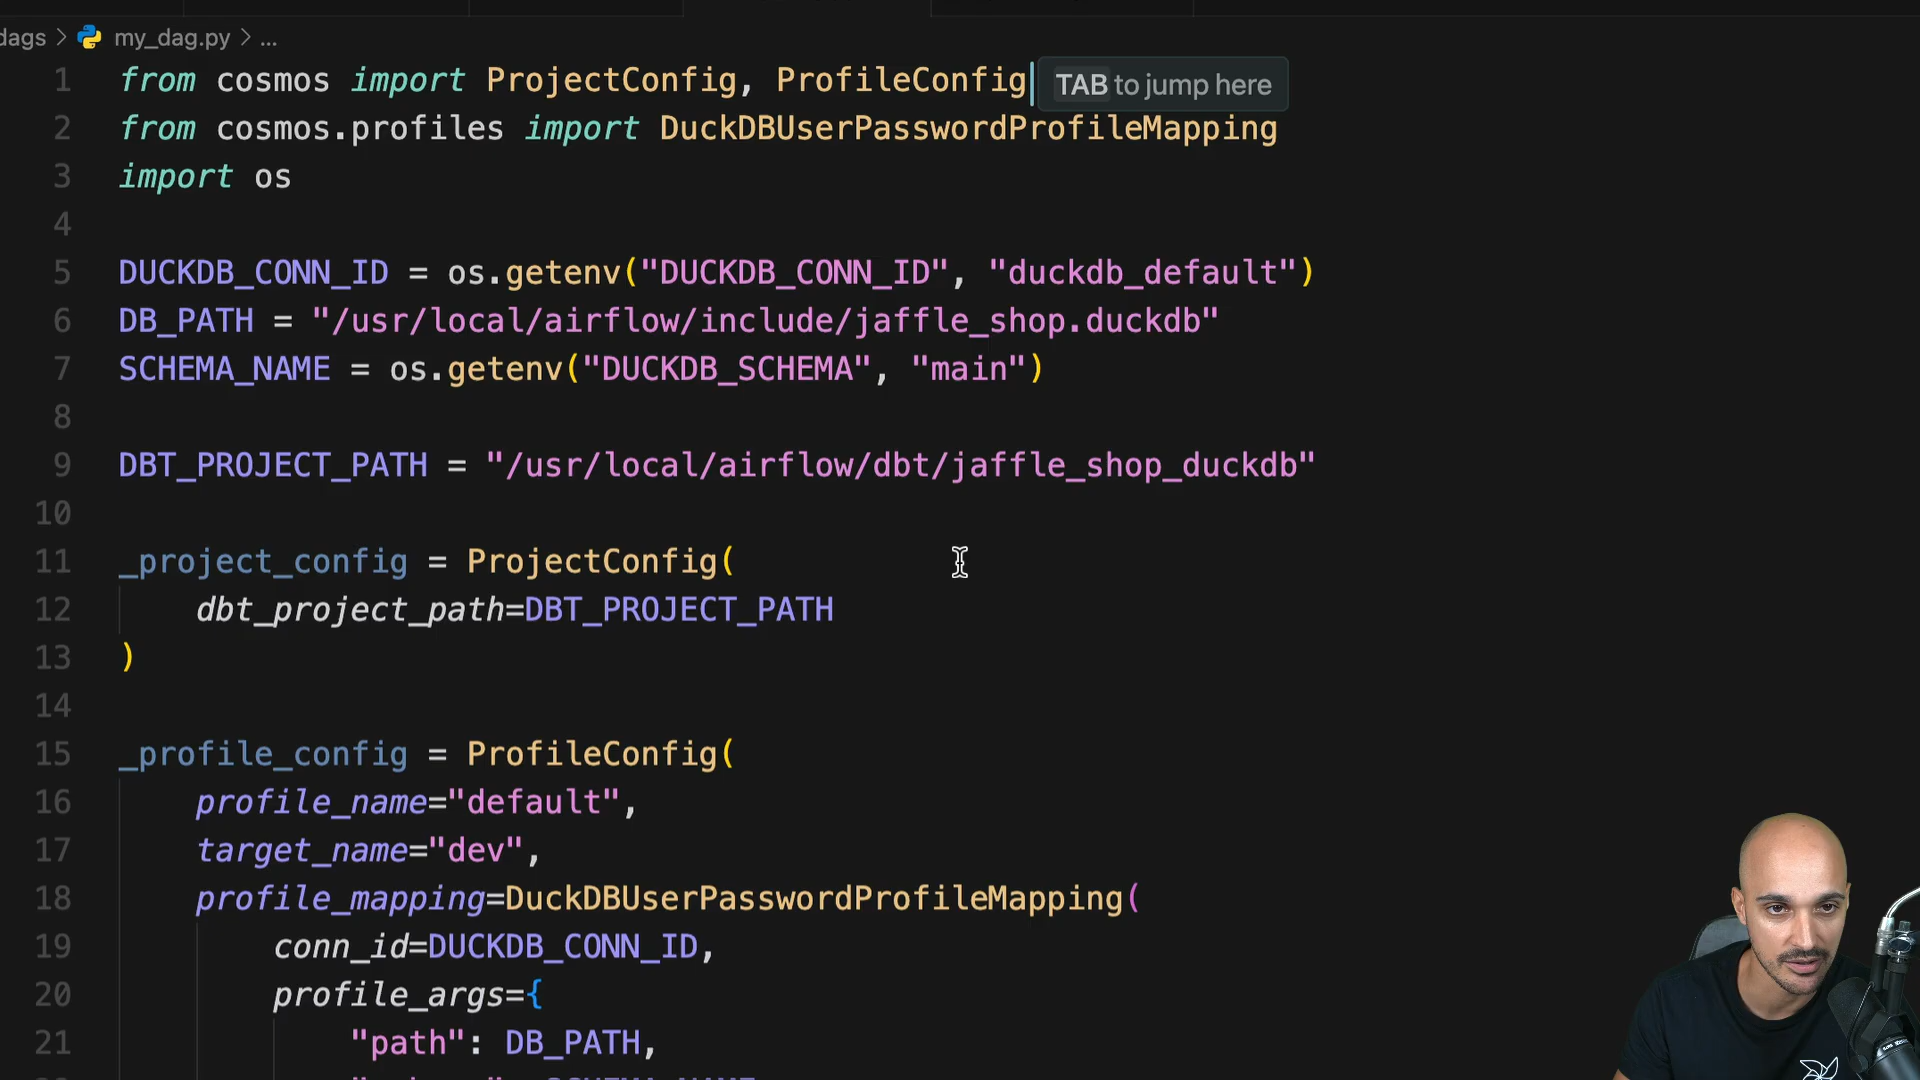 dags > my_dag.py > ...
1 from cosmos import ProjectConfig, ProfileConfig TAB to jump here
2 from cosmos.profiles import DuckDBUserPasswordProfileMapping
3 import os
4
5 DUCKDB_CONN_ID = os.getenv("DUCKDB_CONN_ID", "duckdb_default")
6 DB_PATH = "/usr/local/airflow/include/jaffle_shop.duckdb"
7 SCHEMA_NAME = os.getenv("DUCKDB_SCHEMA", "main")
8
9 DBT_PROJECT_PATH = "/usr/local/airflow/dbt/jaffle_shop_duckdb"
10
11 _project_config = ProjectConfig(
12 dbt_project_path=DBT_PROJECT_PATH
13 )
14
15 _profile_config = ProfileConfig(
16 profile_name="default",
17 target_name="dev",
18 profile_mapping=DuckDBUserPasswordProfileMapping(
19 conn_id=DUCKDB_CONN_ID,
20 profile_args={
21 "path": DB_PATH,